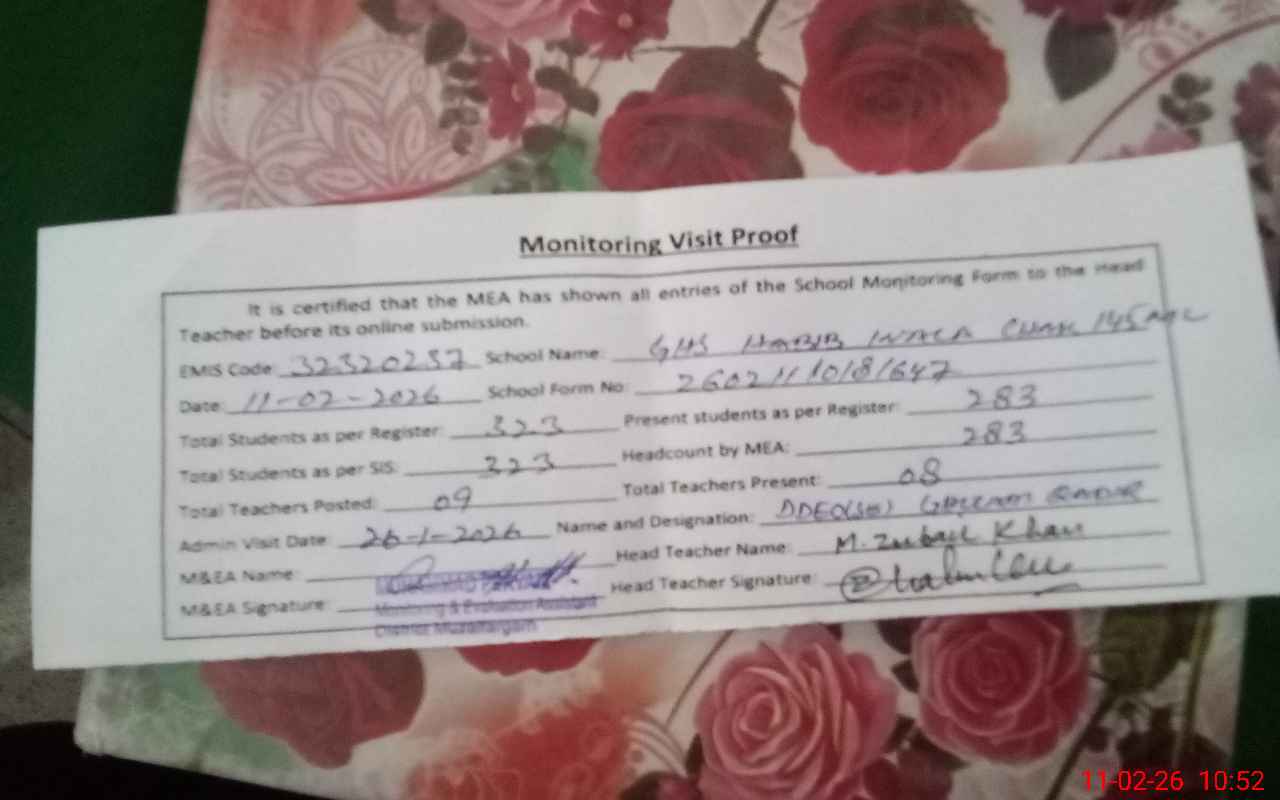 Monitoring Visit Proof
It is certified that the MEA has shown all entries of the School Monitoring Form to the Head
Teacher before its online submission.
EMIS Code: 32320257 School Name: GHS HABIB WALA CHAK 145
Date: 11-02-2026 School Form No: 26021110181647
Total Students as per Register: 323 Present students as per Register: 283
Total Students as per SIS: 323 Headcount by MEA: 283
Total Teachers Posted: 09 Total Teachers Present: 08
Admin Visit Date: 26-1-2026 Name and Designation: DDEO(SE)
M&EA Name: Head Teacher Name: M. Zubair Khan
M&EA Signature: Head Teacher Signature:
Monitoring & Evaluation Assistant
District Muzaffargarh
11-02-26 10:52